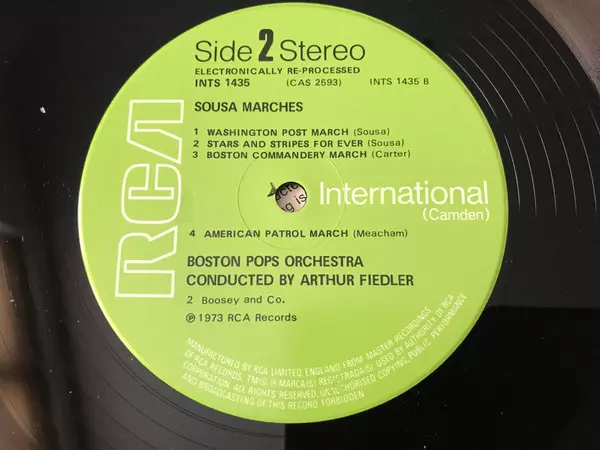 Side 2 Stereo
ELECTRONICALLY RE-PROCESSED
INTS 1435 (CAS 2593) INTS 1435 B
SOUSA MARCHES
1 WASHINGTON POST MARCH (Sousa)
2 STARS AND STRIPES FOR EVER (Sousa)
3 BOSTON COMMANDERY MARCH (Carter)
RCA
International
(Camden)
4 AMERICAN PATROL MARCH (Meacham)
BOSTON POPS ORCHESTRA
CONDUCTED BY ARTHUR FIEDLER
2 Boosey and Co.
℗ 1973 RCA Records
MANUFACTURED BY RCA LIMITED, ENGLAND FROM MASTER RECORDINGS
OF RCA RECORDS, TM(S) ® MARCA(S) REG'TRADA(S) USED BY AUTHORITY OF RCA
CORPORATION. ALL RIGHTS RESERVED, UN'L''HORISED COPYING, PUBLIC PERFORMANCE
AND BROADCASTING OF THIS RECORD FORBIDDEN